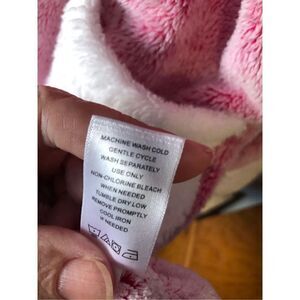 MACHINE WASH COLD
GENTLE CYCLE
WASH SEPARATELY
USE ONLY
NON-CHLORINE BLEACH
WHEN NEEDED
TUMBLE DRY LOW
REMOVE PROMPTLY
COOL IRON
IF NEEDED